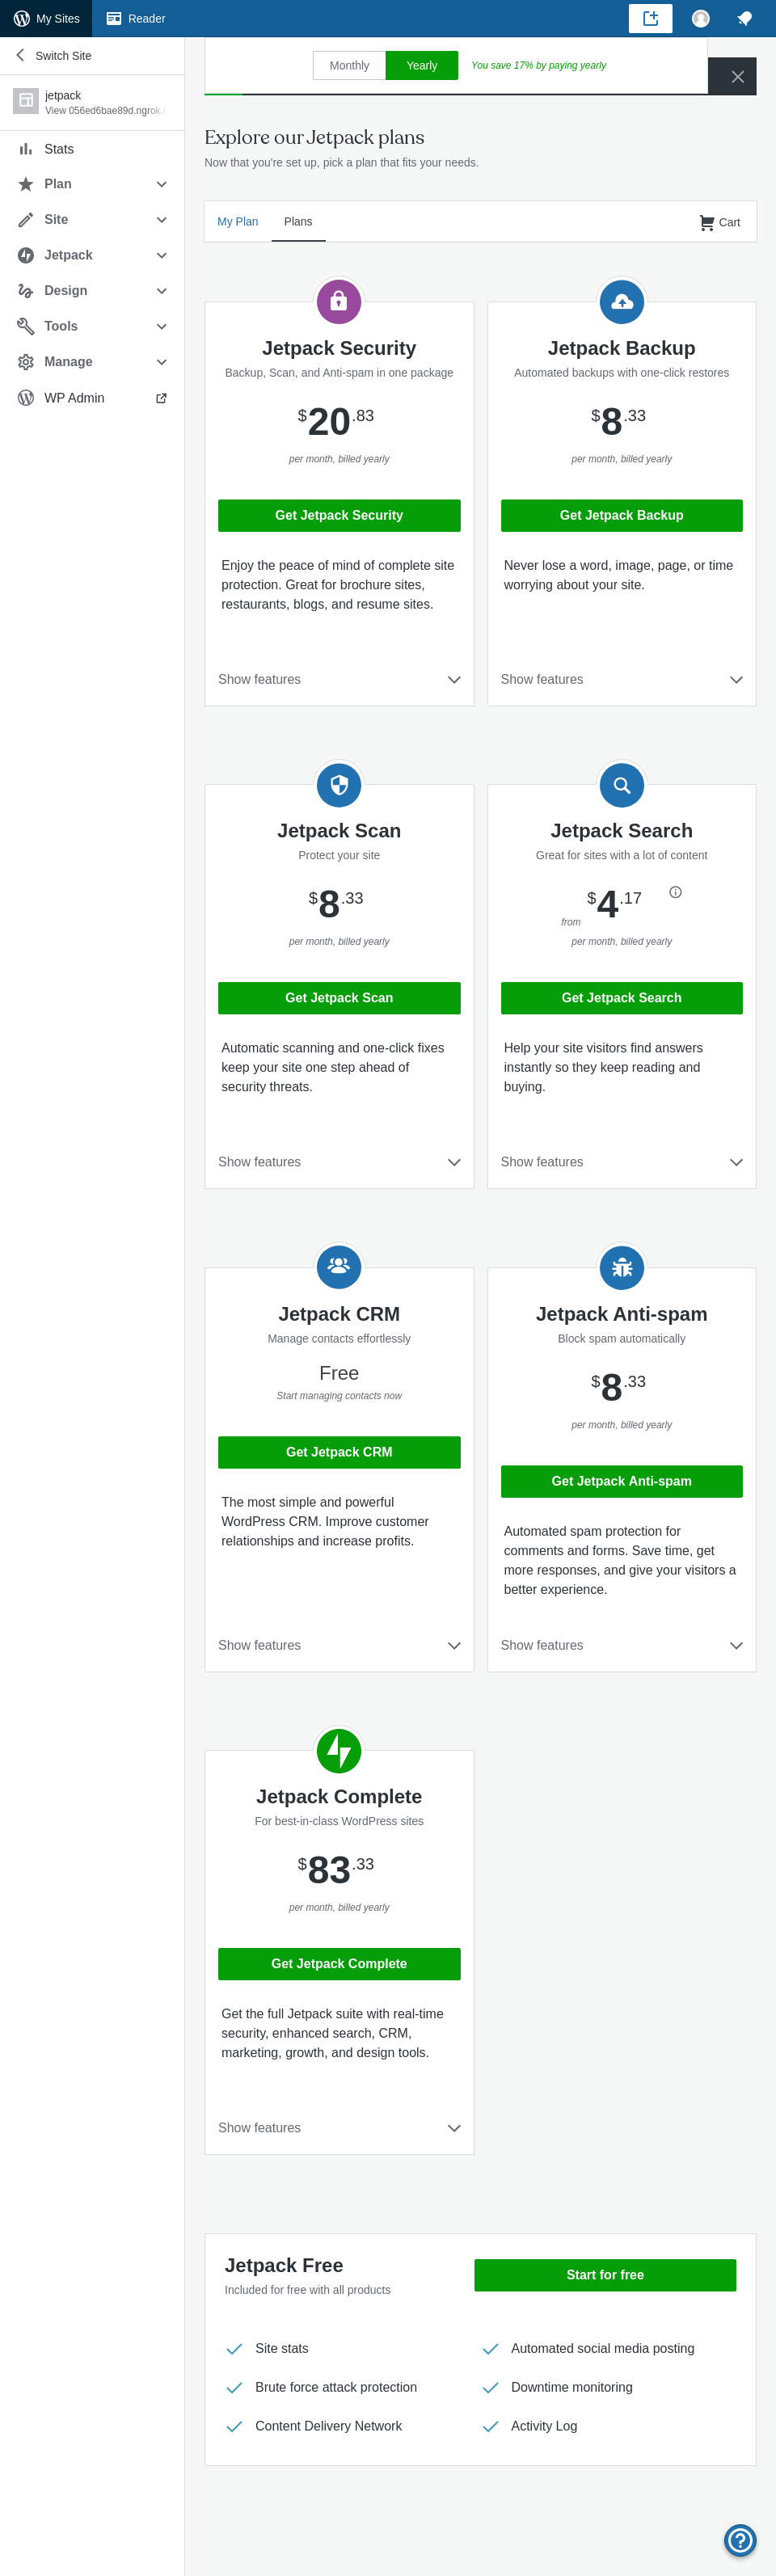 My Sites
Reader
Switch Site
jetpack
View 056ed6bae89d.ngrok.
Stats
Plan
Site
Jetpack
Design
Tools
Manage
WP Admin
Monthly
Yearly
You save 17% by paying yearly
Explore our Jetpack plans
Now that you're set up, pick a plan that fits your needs.
My Plan
Plans
Cart
Jetpack Security
Backup, Scan, and Anti-spam in one package
$20.83
per month, billed yearly
Get Jetpack Security
Enjoy the peace of mind of complete site
protection. Great for brochure sites,
restaurants, blogs, and resume sites.
Show features
Jetpack Backup
Automated backups with one-click restores
$8.33
per month, billed yearly
Get Jetpack Backup
Never lose a word, image, page, or time
worrying about your site.
Show features
Jetpack Scan
Protect your site
$8.33
per month, billed yearly
Get Jetpack Scan
Automatic scanning and one-click fixes
keep your site one step ahead of
security threats.
Show features
Jetpack Search
Great for sites with a lot of content
from $4.17
per month, billed yearly
Get Jetpack Search
Help your site visitors find answers
instantly so they keep reading and
buying.
Show features
Jetpack CRM
Manage contacts effortlessly
Free
Start managing contacts now
Get Jetpack CRM
The most simple and powerful
WordPress CRM. Improve customer
relationships and increase profits.
Show features
Jetpack Anti-spam
Block spam automatically
$8.33
per month, billed yearly
Get Jetpack Anti-spam
Automated spam protection for
comments and forms. Save time, get
more responses, and give your visitors a
better experience.
Show features
Jetpack Complete
For best-in-class WordPress sites
$83.33
per month, billed yearly
Get Jetpack Complete
Get the full Jetpack suite with real-time
security, enhanced search, CRM,
marketing, growth, and design tools.
Show features
Jetpack Free
Included for free with all products
Start for free
Site stats
Automated social media posting
Brute force attack protection
Downtime monitoring
Content Delivery Network
Activity Log